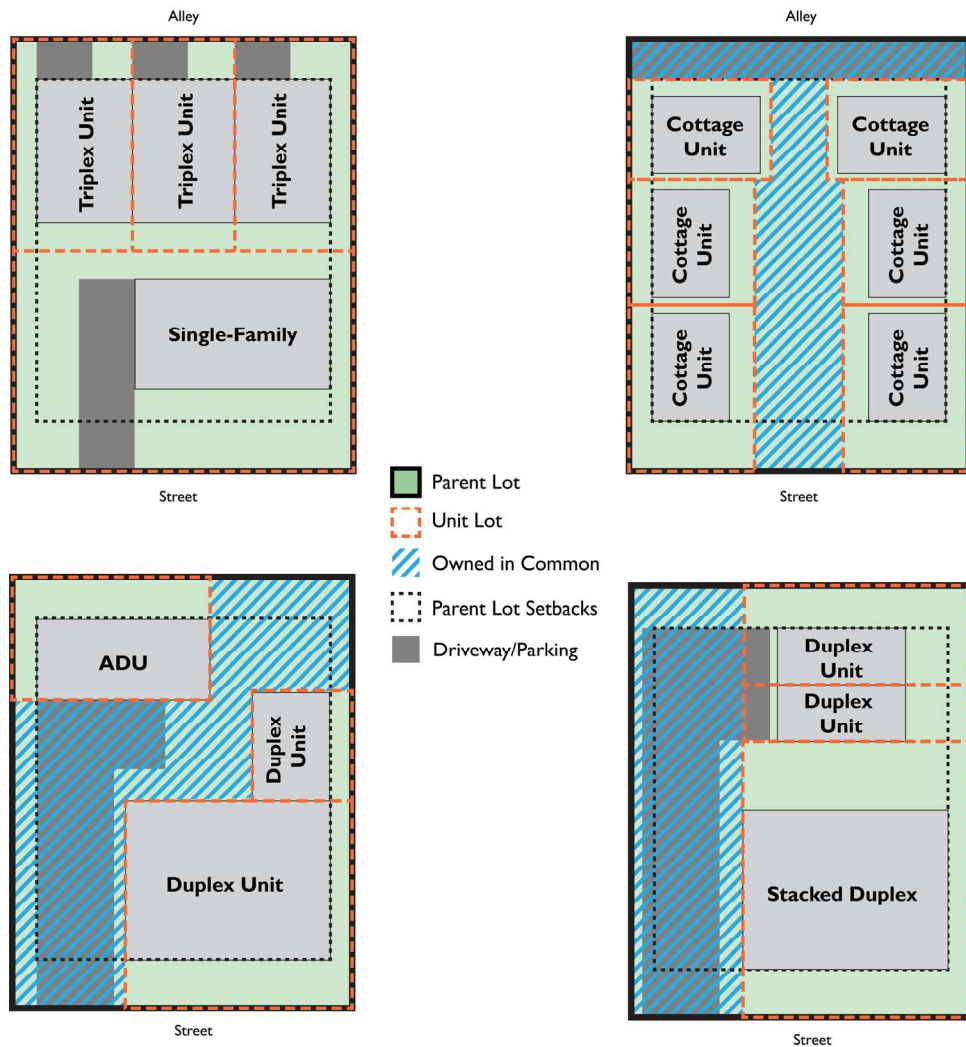 Alley
Triplex Unit
Triplex Unit
Triplex Unit
Single-Family
Street
Alley
Cottage
Unit
Cottage
Unit
Cottage
Unit
Cottage
Unit
Cottage
Unit
Cottage
Unit
Street
Parent Lot
Unit Lot
Owned in Common
Parent Lot Setbacks
Driveway/Parking
ADU
Duplex
Unit
Duplex Unit
Street
Duplex
Unit
Duplex
Unit
Stacked Duplex
Street